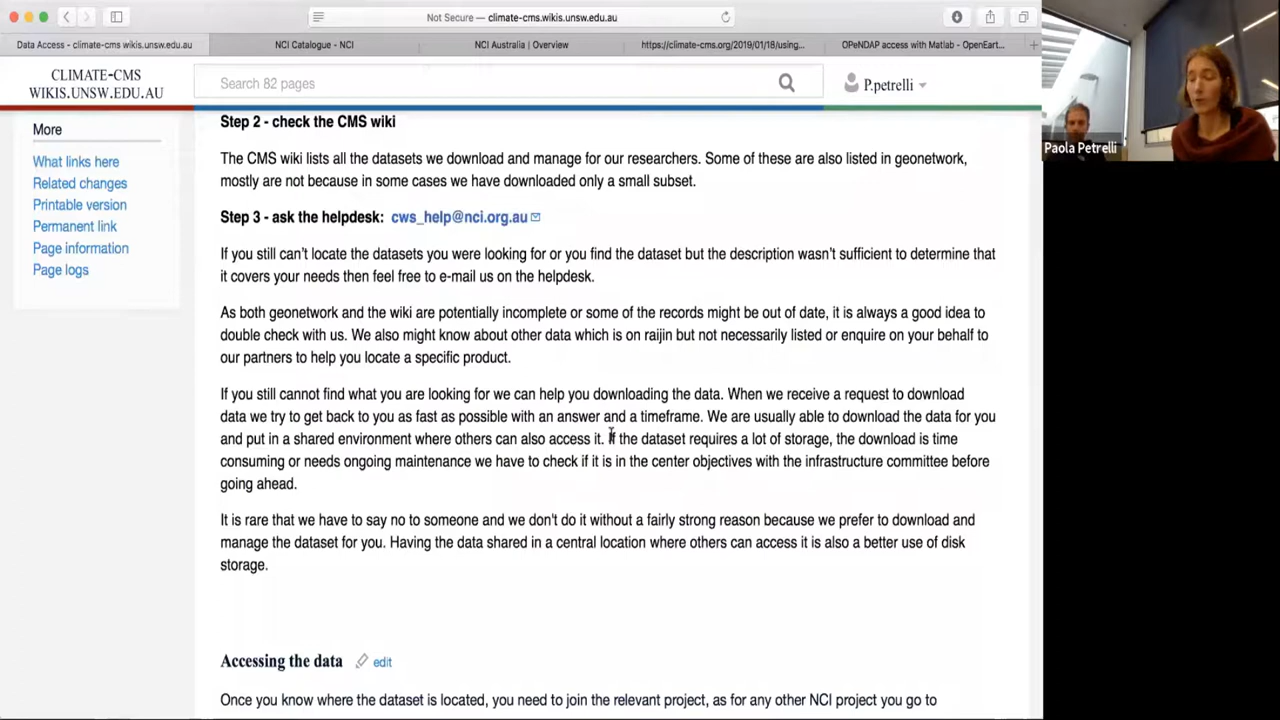 Not Secure — climate-cms.wikis.unsw.edu.au
Data Access - climate-cms wikis.unsw.edu.au
NCI Catalogue - NCI
NCI Australia | Overview
https://climate-cms.org/2019/01/18/using...
OPeNDAP access with Matlab - OpenEart...
CLIMATE-CMS
WIKIS.UNSW.EDU.AU
Search 82 pages
P.petrelli
More
What links here
Related changes
Printable version
Permanent link
Page information
Page logs
Step 2 - check the CMS wiki
The CMS wiki lists all the datasets we download and manage for our researchers. Some of these are also listed in geonetwork,
mostly are not because in some cases we have downloaded only a small subset.
Step 3 - ask the helpdesk: cws_help@nci.org.au
If you still can't locate the datasets you were looking for or you find the dataset but the description wasn't sufficient to determine that
it covers your needs then feel free to e-mail us on the helpdesk.
As both geonetwork and the wiki are potentially incomplete or some of the records might be out of date, it is always a good idea to
double check with us. We also might know about other data which is on raijin but not necessarily listed or enquire on your behalf to
our partners to help you locate a specific product.
If you still cannot find what you are looking for we can help you downloading the data. When we receive a request to download
data we try to get back to you as fast as possible with an answer and a timeframe. We are usually able to download the data for you
and put in a shared environment where others can also access it. If the dataset requires a lot of storage, the download is time
consuming or needs ongoing maintenance we have to check if it is in the center objectives with the infrastructure committee before
going ahead.
It is rare that we have to say no to someone and we don't do it without a fairly strong reason because we prefer to download and
manage the dataset for you. Having the data shared in a central location where others can access it is also a better use of disk
storage.
Accessing the data edit
Once you know where the dataset is located, you need to join the relevant project, as for any other NCI project you go to
Paola Petrelli